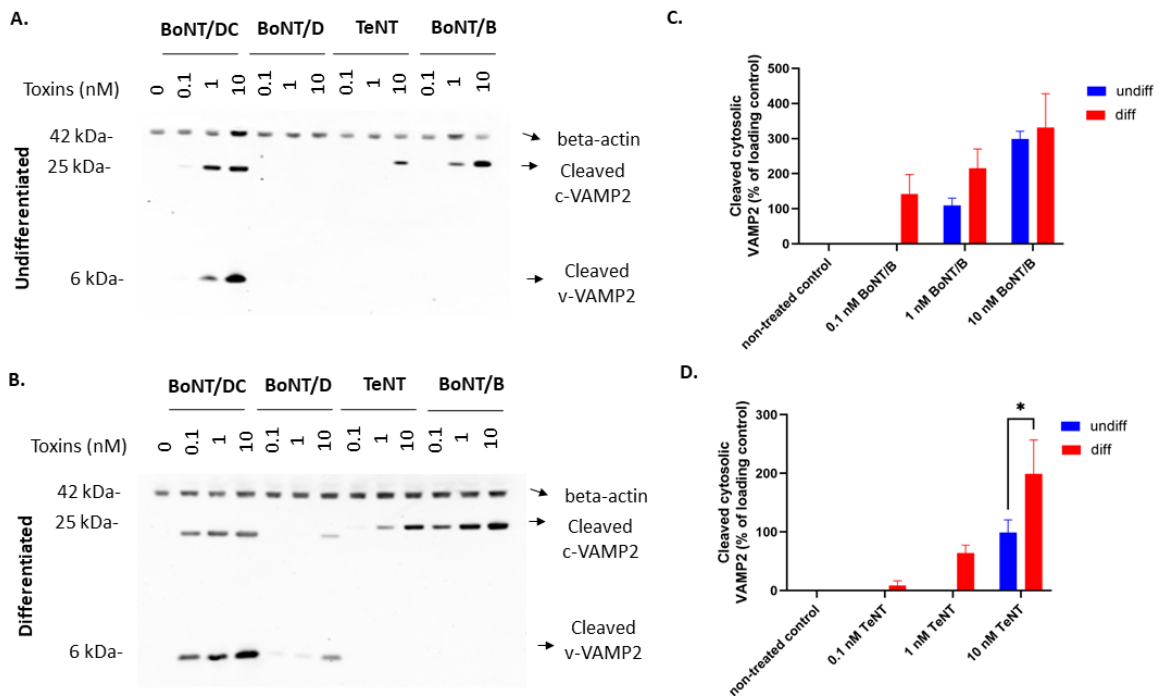 A.
BoNT/DC BoNT/D TeNT BoNT/B
Toxins (nM) 0 0.1 1 10 0.1 1 10 0.1 1 10 0.1 1 10
Undifferentiated
42 kDa- beta-actin
25 kDa- Cleaved
c-VAMP2
6 kDa- Cleaved
v-VAMP2
B.
BoNT/DC BoNT/D TeNT BoNT/B
Toxins (nM) 0 0.1 1 10 0.1 1 10 0.1 1 10 0.1 1 10
Differentiated
42 kDa- beta-actin
25 kDa- Cleaved
c-VAMP2
6 kDa- Cleaved
v-VAMP2
C.
Cleaved cytosolic
VAMP2 (% of loading control)
500
400
300
200
100
0
undiff
diff
non-treated control
0.1 nM BoNT/B
1 nM BoNT/B
10 nM BoNT/B
D.
Cleaved cytosolic
VAMP2 (% of loading control)
300
200
100
0
*
undiff
diff
non-treated control
0.1 nM TeNT
1 nM TeNT
10 nM TeNT